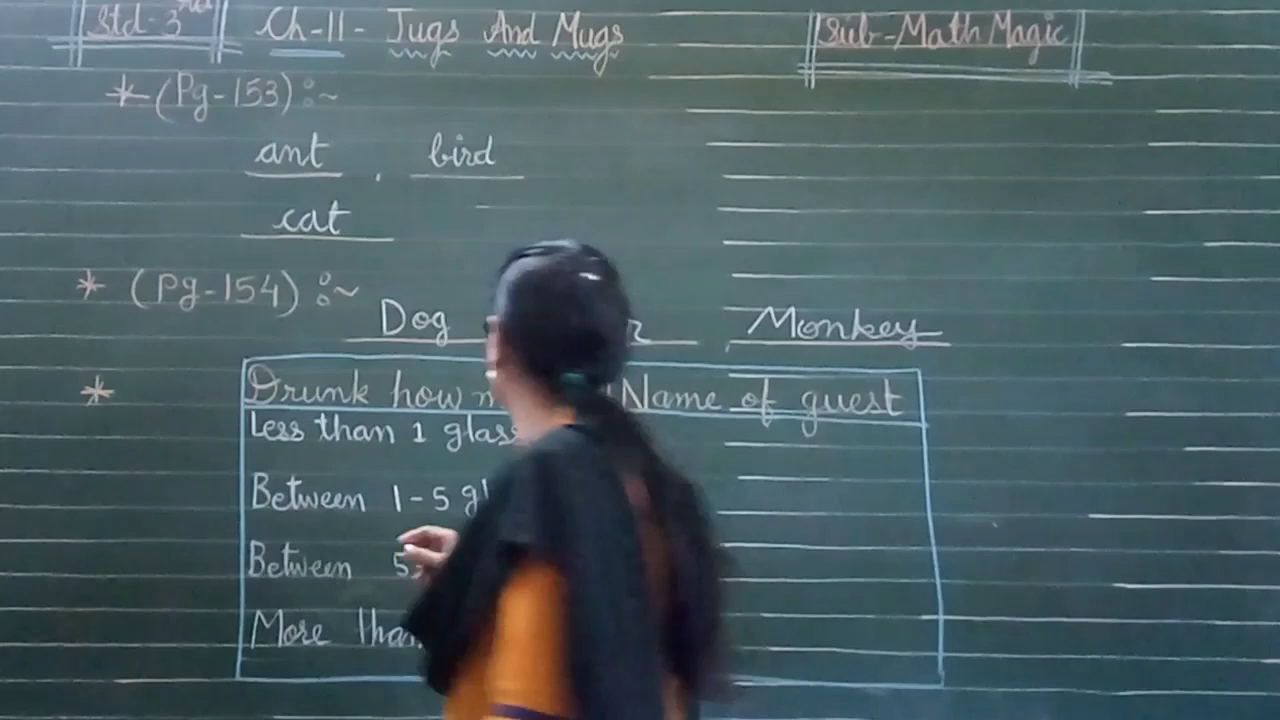 Std-3rd Ch-11- Jugs And Mugs Sub-Math Magic
* (Pg-153) :~
ant , bird
cat
* (Pg-154) :~
Dog Monkey
* Drunk how Name of guest
Less than 1 glass
Between 1-5
Between 5
More than